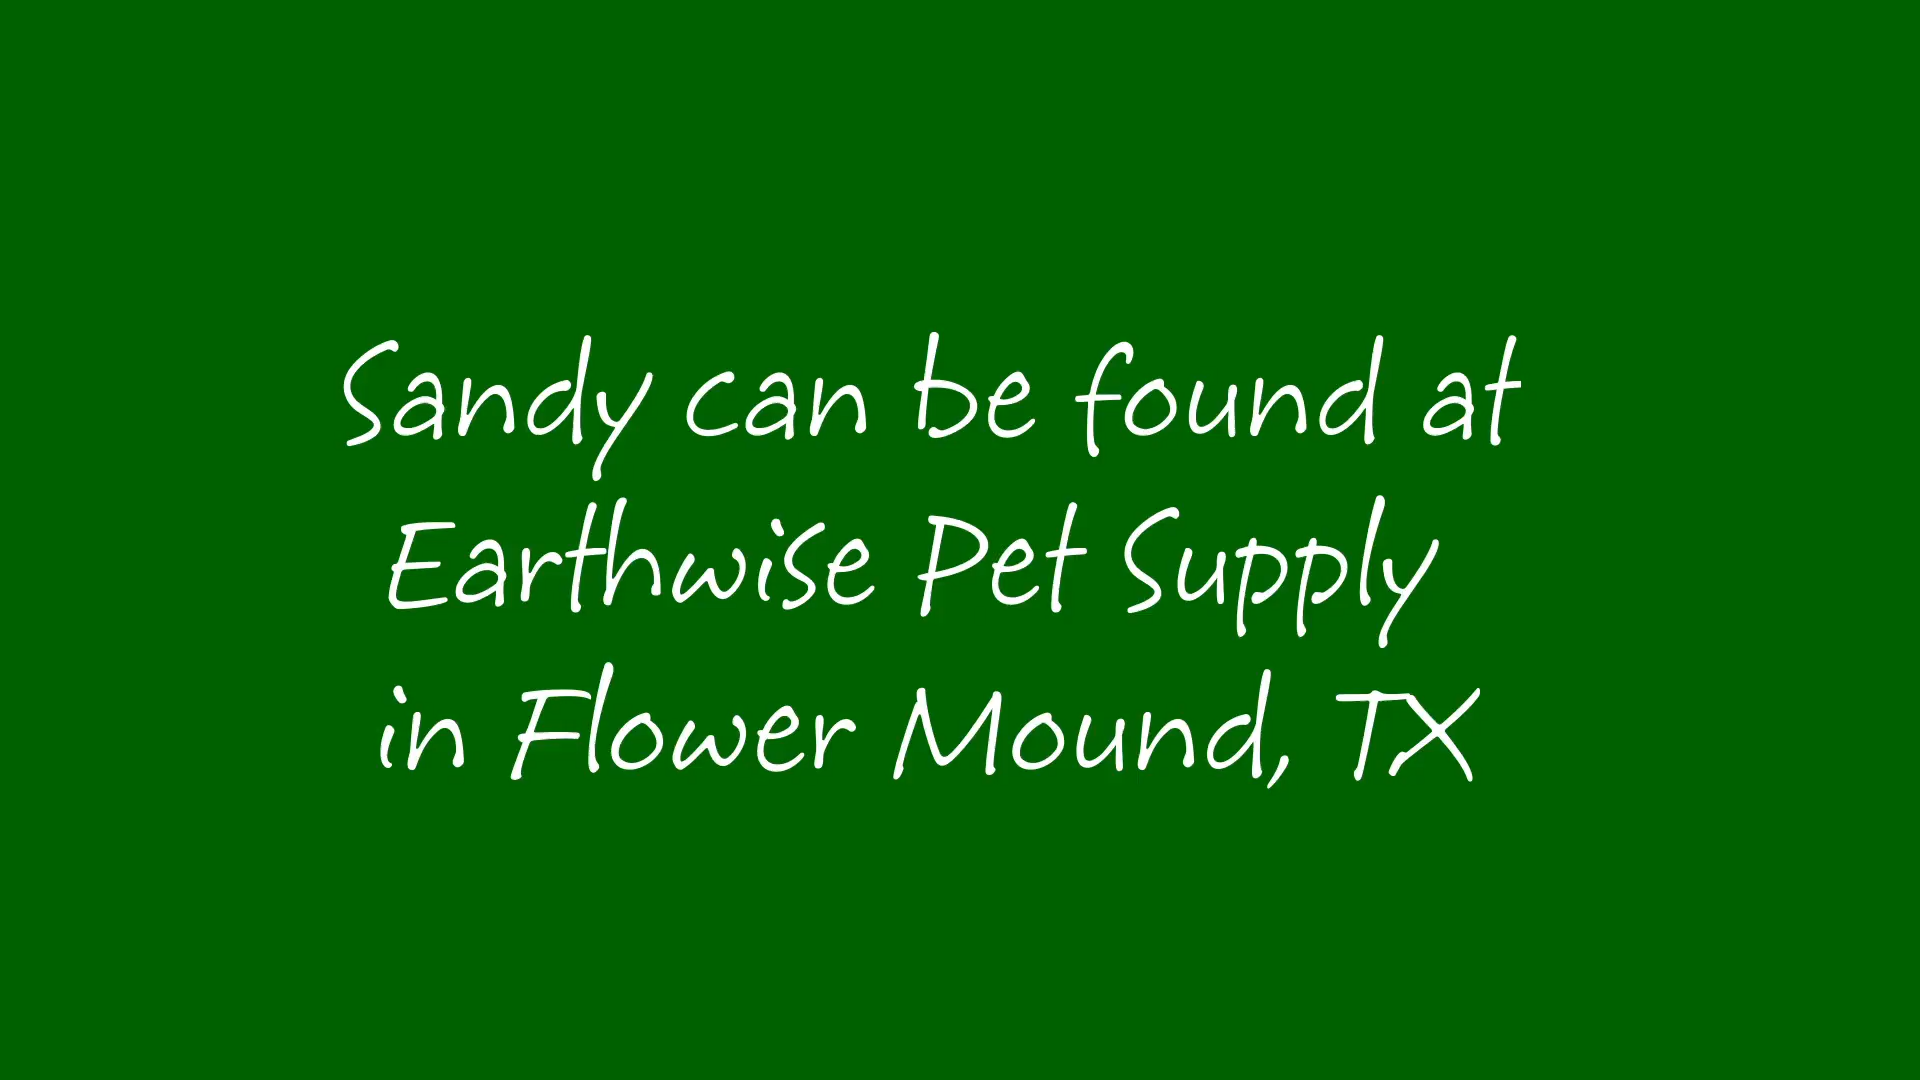 Sandy can be found at
Earthwise Pet Supply
in Flower Mound, TX